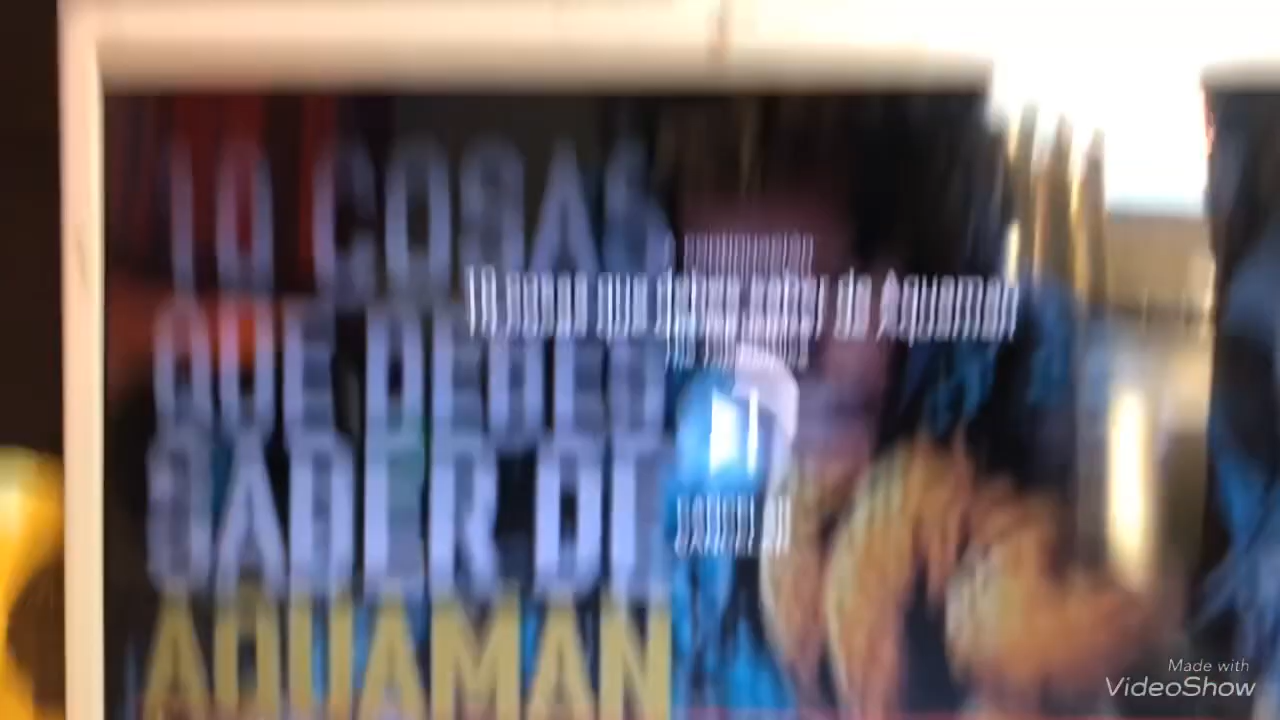 10 COSAS
QUE DEBES
SABER DE
AQUAMAN
10 cosas que debes saber de Aquaman
Made with
VideoShow